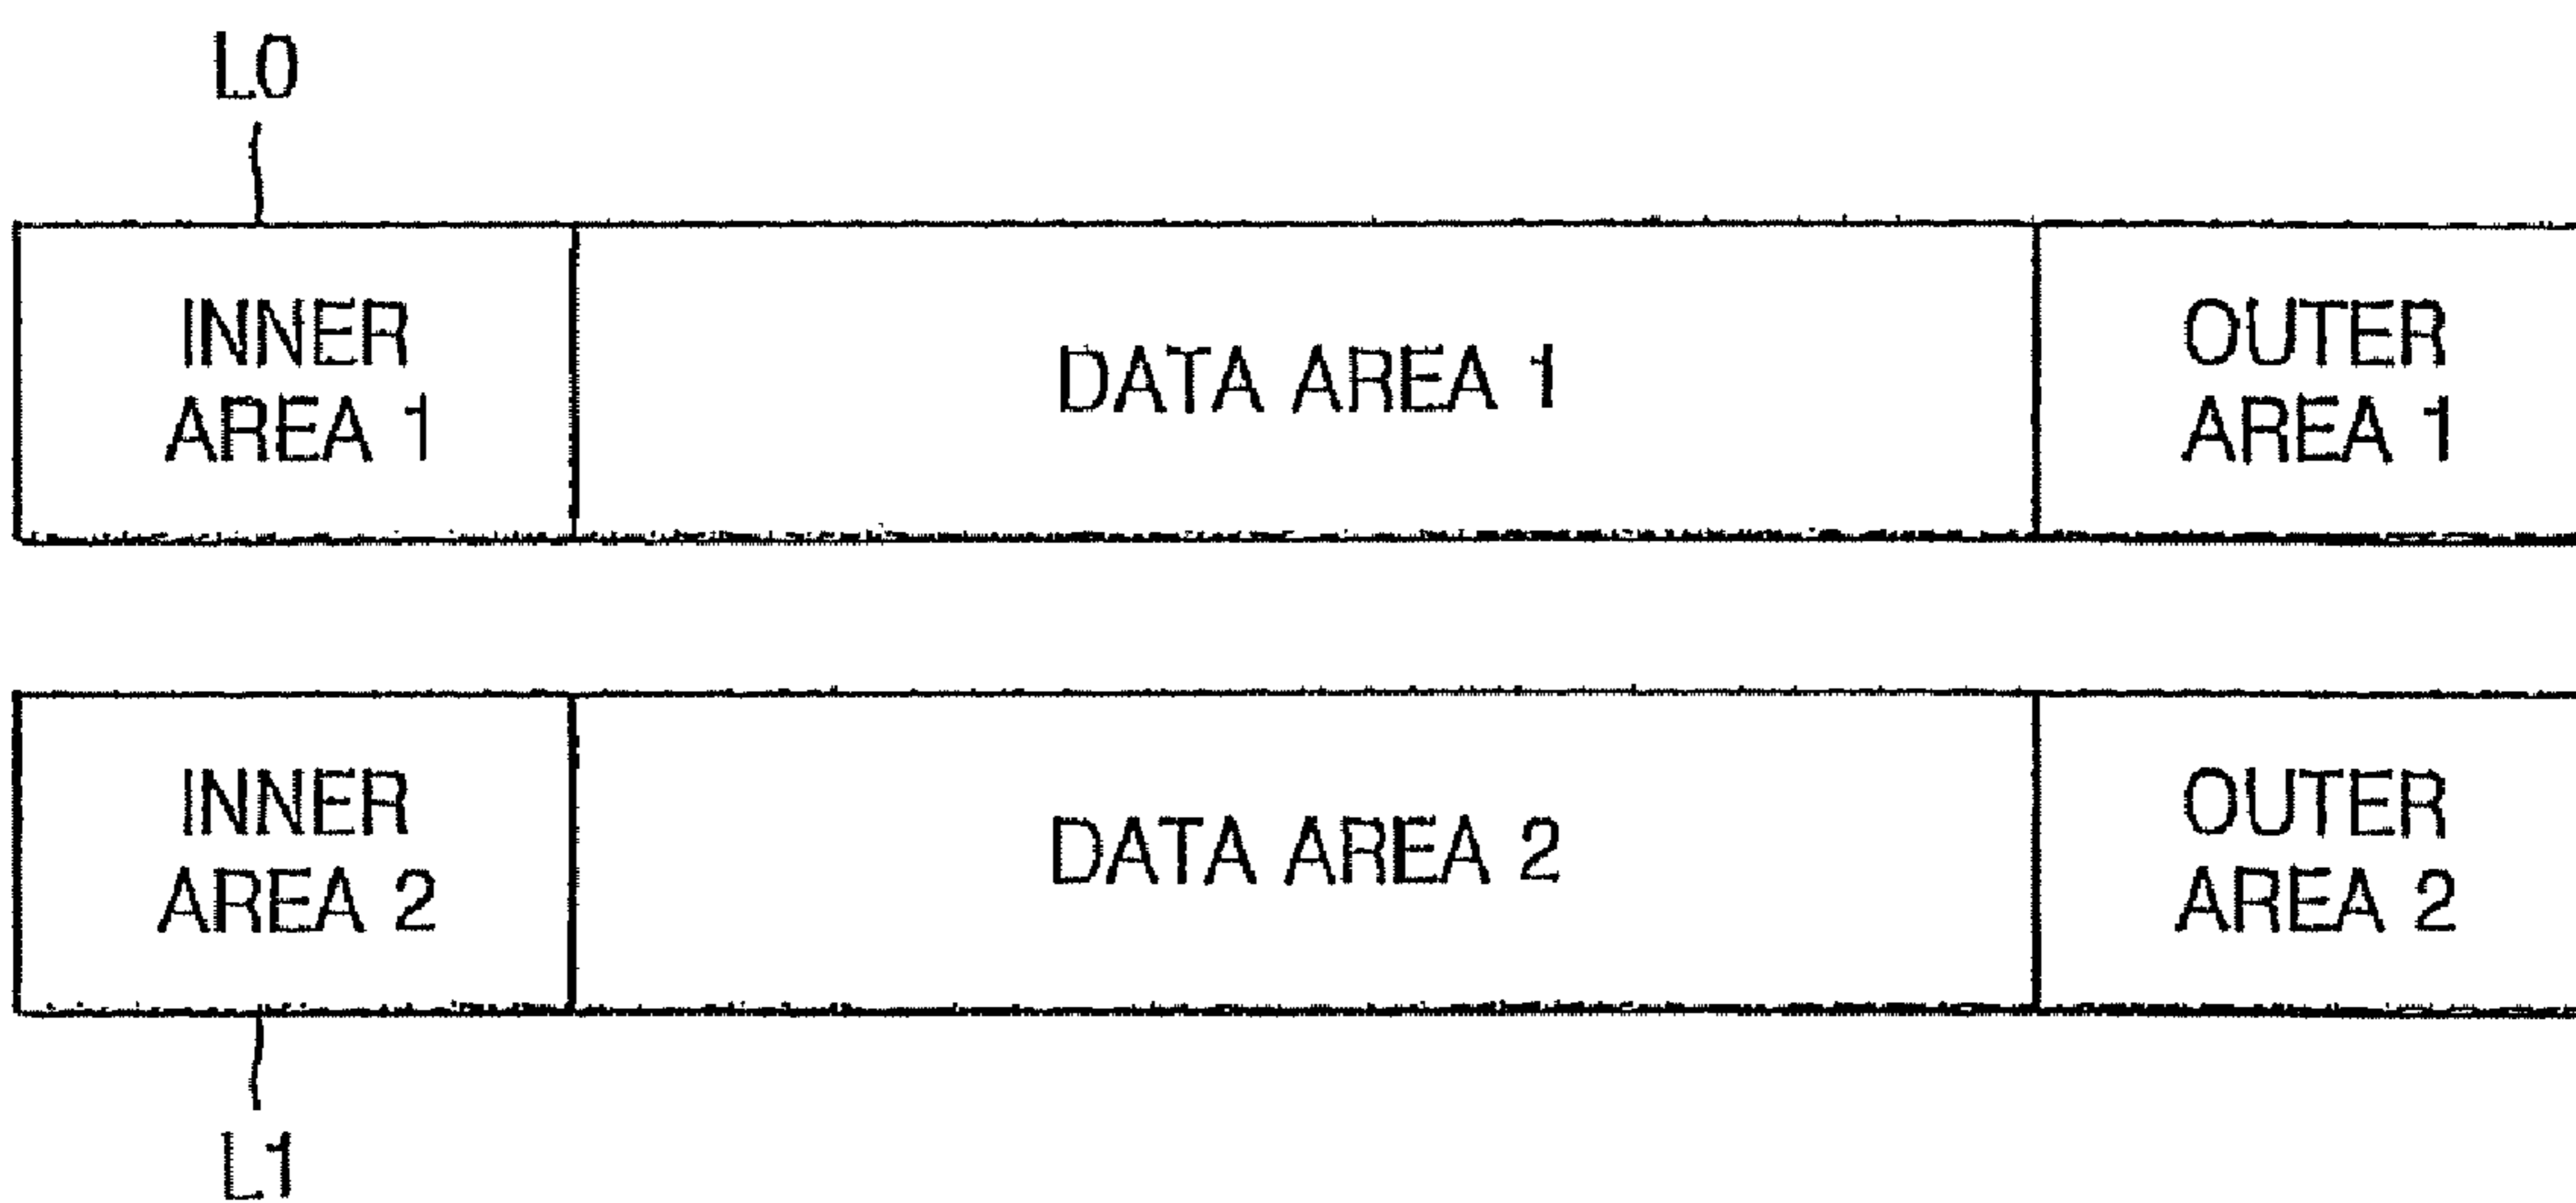 L0
INNER
AREA 1
DATA AREA 1
OUTER
AREA 1
INNER
AREA 2
DATA AREA 2
OUTER
AREA 2
L1